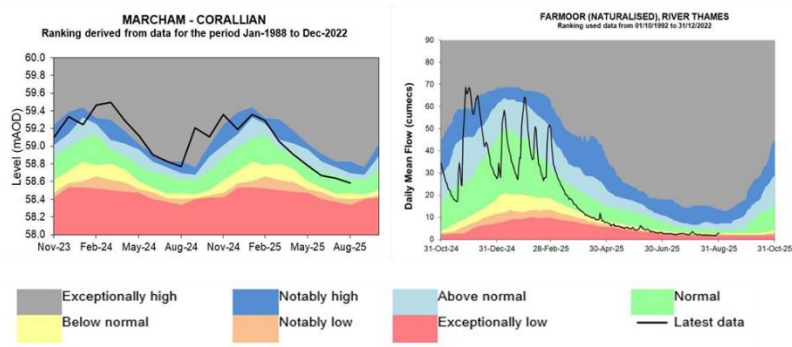 MARCHAM - CORALLIAN
Ranking derived from data for the period Jan-1988 to Dec-2022
Level (mAOD)
60.0
59.8
59.6
59.4
59.2
59.0
58.8
58.6
58.4
58.2
58.0
Nov-23 Feb-24 May-24 Aug-24 Nov-24 Feb-25 May-25 Aug-25
FARMOOR (NATURALISED), RIVER THAMES
Ranking used data from 01/10/1992 to 31/12/2022
Daily Mean Flow (cumecs)
90
80
70
60
50
40
30
20
10
0
31-Oct-24 31-Dec-24 28-Feb-25 30-Apr-25 30-Jun-25 31-Aug-25 31-Oct-25
Exceptionally high Notably high Above normal Normal
Below normal Notably low Exceptionally low Latest data